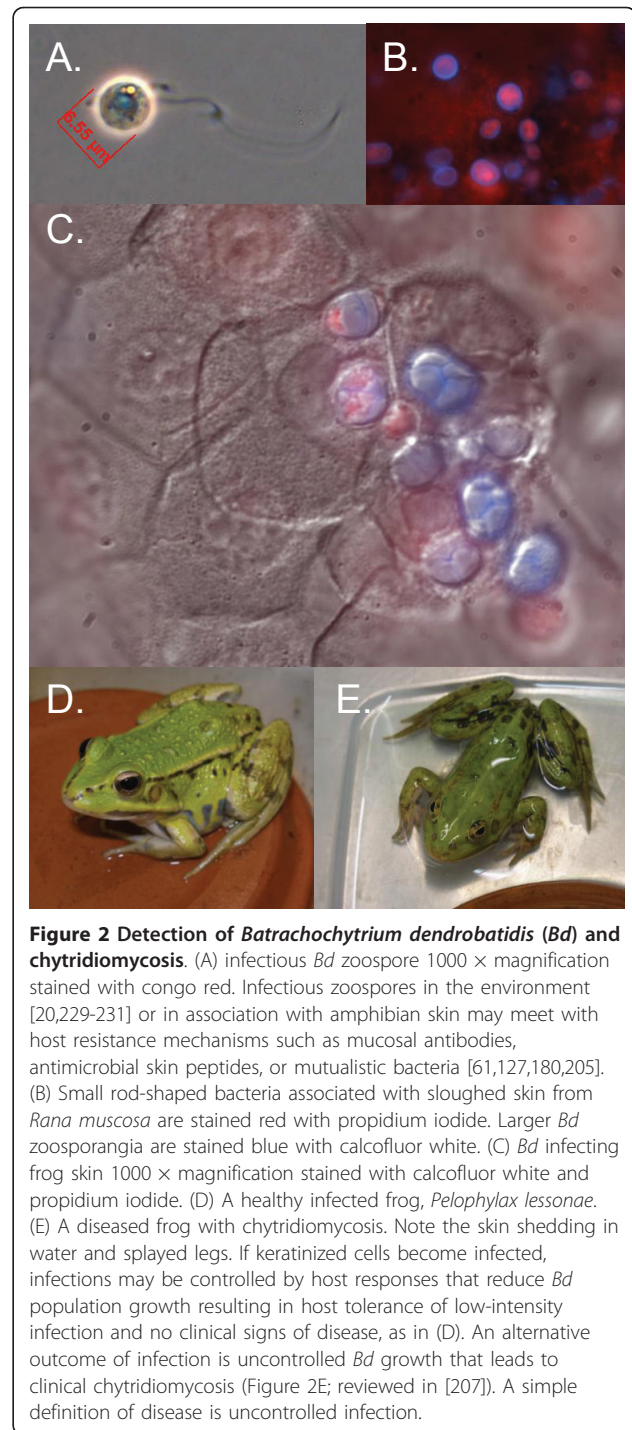 A.
B.
6.55 µm
C.
D.
E.
Figure 2 Detection of Batrachochytrium dendrobatidis (Bd) and
chytridiomycosis. (A) infectious Bd zoospore 1000 × magnification
stained with congo red. Infectious zoospores in the environment
[20,229-231] or in association with amphibian skin may meet with
host resistance mechanisms such as mucosal antibodies,
antimicrobial skin peptides, or mutualistic bacteria [61,127,180,205].
(B) Small rod-shaped bacteria associated with sloughed skin from
Rana muscosa are stained red with propidium iodide. Larger Bd
zoosporangia are stained blue with calcofluor white. (C) Bd infecting
frog skin 1000 × magnification stained with calcofluor white and
propidium iodide. (D) A healthy infected frog, Pelophylax lessonae.
(E) A diseased frog with chytridiomycosis. Note the skin shedding in
water and splayed legs. If keratinized cells become infected,
infections may be controlled by host responses that reduce Bd
population growth resulting in host tolerance of low-intensity
infection and no clinical signs of disease, as in (D). An alternative
outcome of infection is uncontrolled Bd growth that leads to
clinical chytridiomycosis (Figure 2E; reviewed in [207]). A simple
definition of disease is uncontrolled infection.